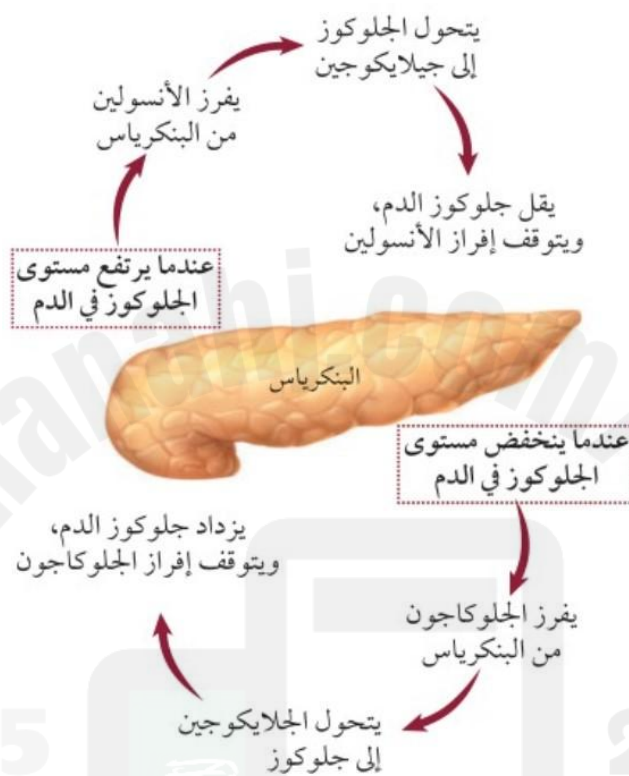 يتحول الجلوكوز
إلى جيلايكوجين
يفرز الأنسولين
من البنكرياس
يقل جلوكوز الدم،
ويتوقف إفراز الأنسولين
عندما يرتفع مستوى
الجلوكوز في الدم
البنكرياس
عندما ينخفض مستوى
الجلوكوز في الدم
يزداد جلوكوز الدم،
ويتوقف إفراز الجلوكاجون
يفرز الجلوكاجون
من البنكرياس
يتحول الجلايكوجين
إلى جلوكوز